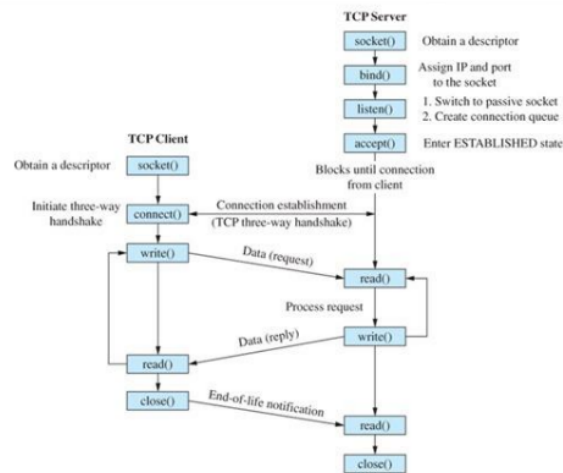 TCP Server
socket()
Obtain a descriptor
bind()
Assign IP and port
to the socket
listen()
1. Switch to passive socket
2. Create connection queue
TCP Client
accept()
Enter ESTABLISHED state
Obtain a descriptor
socket()
Blocks until connection
from client
Initiate three-way
handshake
connect()
Connection establishment
(TCP three-way handshake)
write()
Data (request)
read()
Process request
Data (reply)
write()
read()
close()
End-of-life notification
read()
close()